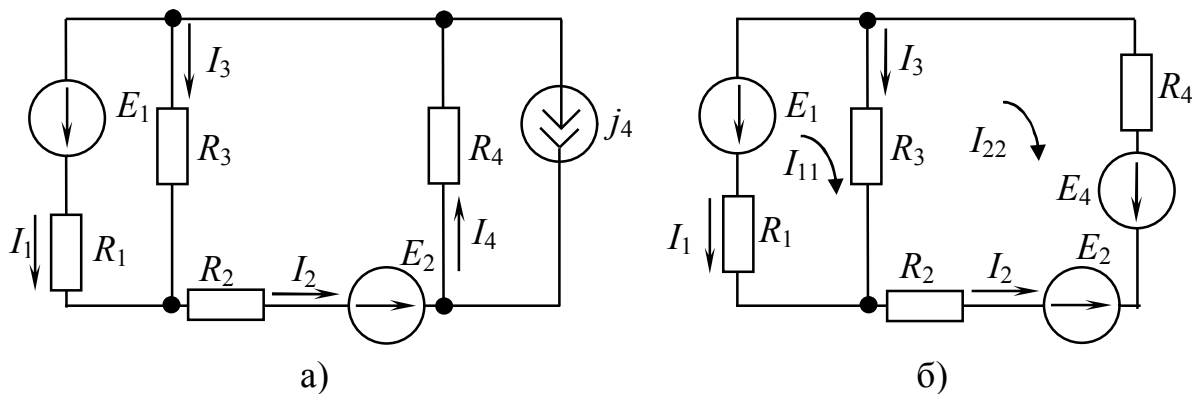 I3
E1
R3
R4
j4
I1
R1
R2
I2
E2
I4
а)
I3
R4
E1
R3
I11
I22
E4
I1
R1
R2
I2
E2
б)